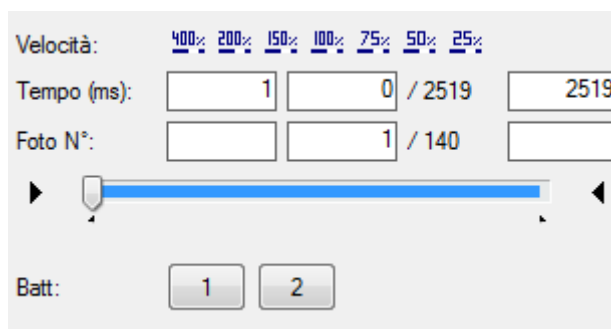 Velocità: 400% 200% 150% 100% 75% 50% 25%
Tempo (ms): 1 0 / 2519 2519
Foto N°: 1 / 140
Batt: 1 2